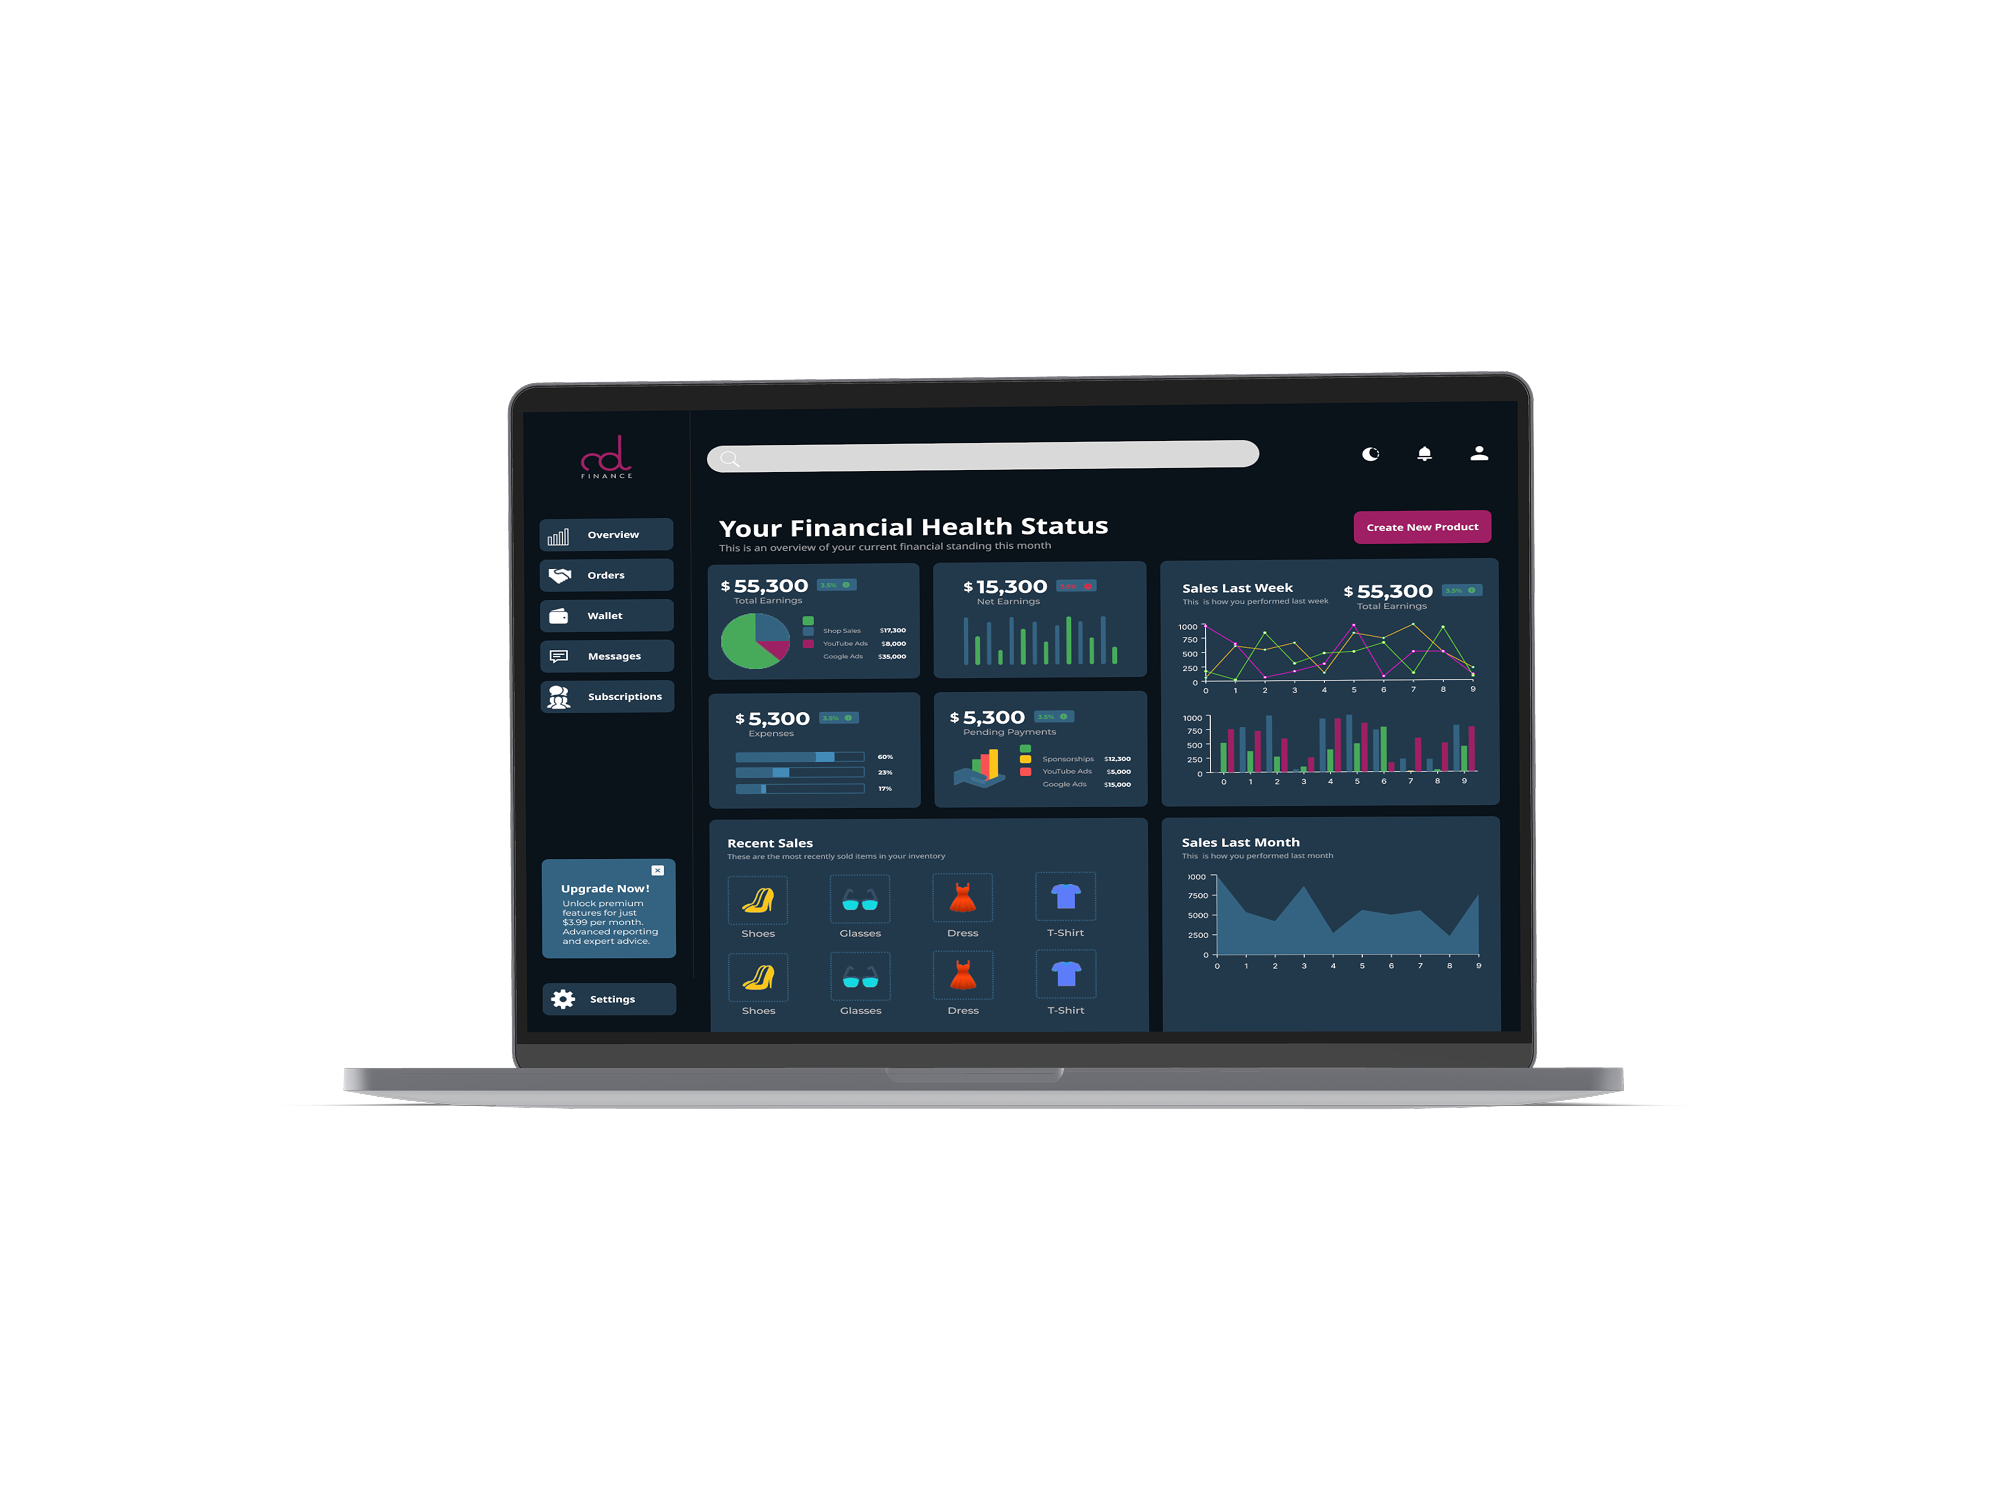 FINANCE
Overview
Orders
Wallet
Messages
Subscriptions
Upgrade Now!
Unlock premium
features for just
$3.99 per month.
Advanced reporting
and expert advice.
Settings
Your Financial Health Status
This is an overview of your current financial standing this month
Create New Product
$ 55,300 3.5%
Total Earnings
Shop Sales $17,300
YouTube Ads $8,000
Google Ads $35,000
$ 15,300
Net Earnings
$ 5,300 3.5%
Expenses
60%
23%
17%
$ 5,300 3.5%
Pending Payments
Sponsorships $12,300
YouTube Ads $5,000
Google Ads $15,000
Sales Last Week
This is how you performed last week
$ 55,300 3.5%
Total Earnings
1000
750
500
250
0
0 1 2 3 4 5 6 7 8 9
1000
750
500
250
0
0 1 2 3 4 5 6 7 8 9
Recent Sales
These are the most recently sold items in your inventory
Shoes Glasses Dress T-Shirt
Shoes Glasses Dress T-Shirt
Sales Last Month
This is how you performed last month
7500
5000
2500
0
0 1 2 3 4 5 6 7 8 9